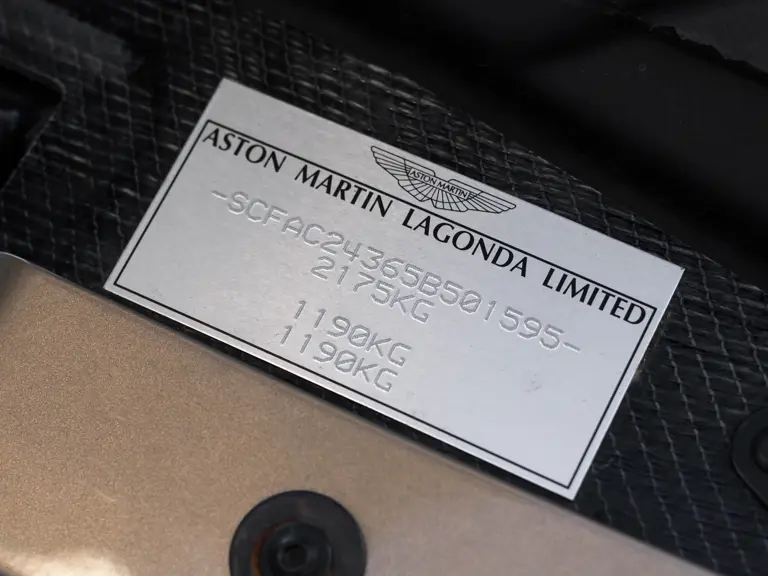 ASTON MARTIN
ASTON MARTIN LAGONDA LIMITED
-SCFAC24365B501595-
2175KG
1190KG
1190KG